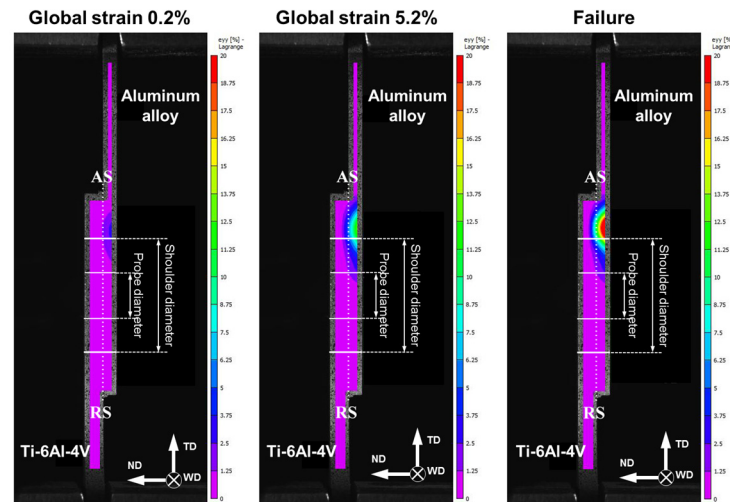 Global strain 0.2%
eyy [%] -
Lagrange
20
18.75
17.5
16.25
15
13.75
12.5
11.25
10
8.75
7.5
6.25
5
3.75
2.5
1.25
0
Aluminum
alloy
AS
Shoulder diameter
Probe diameter
RS
Ti-6Al-4V
TD
ND
WD
Global strain 5.2%
eyy [%] -
Lagrange
20
18.75
17.5
16.25
15
13.75
12.5
11.25
10
8.75
7.5
6.25
5
3.75
2.5
1.25
0
Aluminum
alloy
AS
Shoulder diameter
Probe diameter
RS
Ti-6Al-4V
TD
ND
WD
Failure
eyy [%] -
Lagrange
20
18.75
17.5
16.25
15
13.75
12.5
11.25
10
8.75
7.5
6.25
5
3.75
2.5
1.25
0
Aluminum
alloy
AS
Shoulder diameter
Probe diameter
RS
Ti-6Al-4V
TD
ND
WD